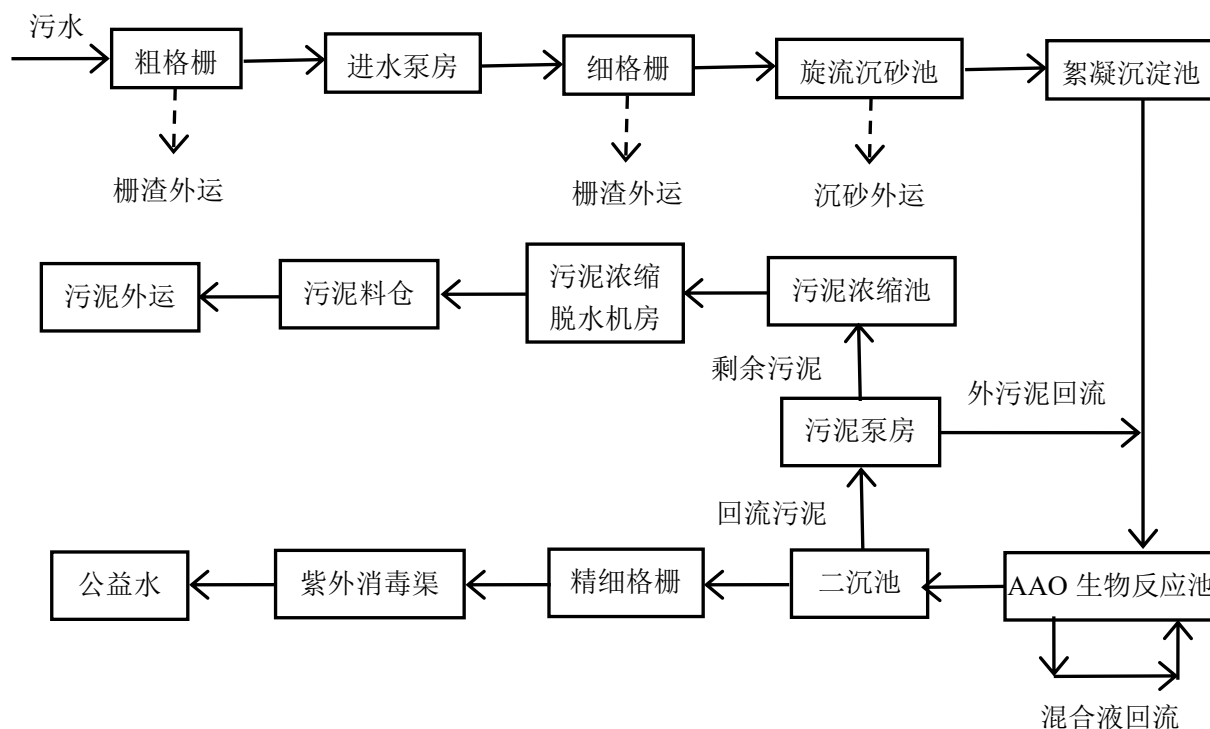 污水
粗格栅
进水泵房
细格栅
旋流沉砂池
絮凝沉淀池
栅渣外运
栅渣外运
沉砂外运
污泥外运
污泥料仓
污泥浓缩
脱水机房
污泥浓缩池
剩余污泥
外污泥回流
污泥泵房
回流污泥
公益水
紫外消毒渠
精细格栅
二沉池
AAO 生物反应池
混合液回流